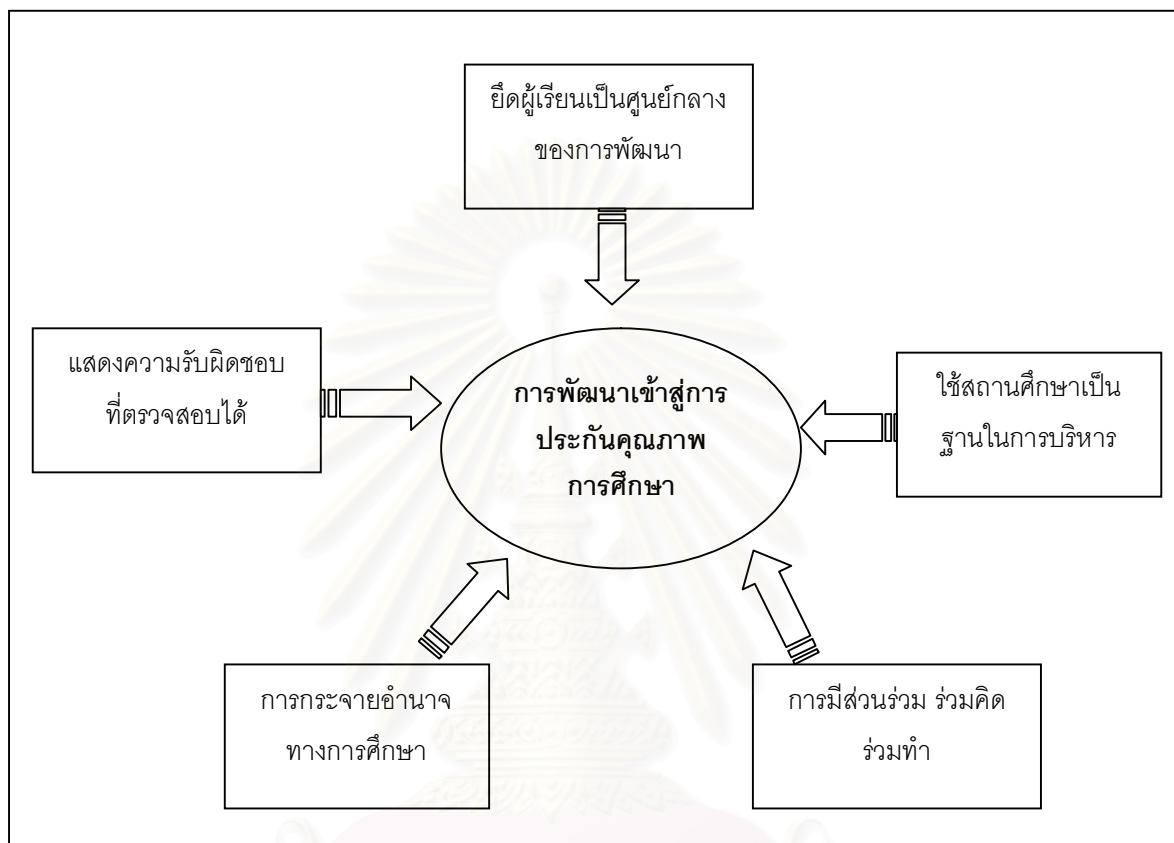 ยึดผู้เรียนเป็นศูนย์กลาง
ของการพัฒนา
แสดงความรับผิดชอบ
ที่ตรวจสอบได้
การพัฒนาเข้าสู่การ
ประกันคุณภาพ
การศึกษา
ใช้สถานศึกษาเป็น
ฐานในการบริหาร
การกระจายอำนาจ
ทางการศึกษา
การมีส่วนร่วม ร่วมคิด
ร่วมทำ